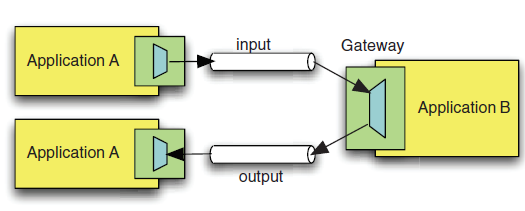 input
Gateway
Application A
Application B
Application A
output